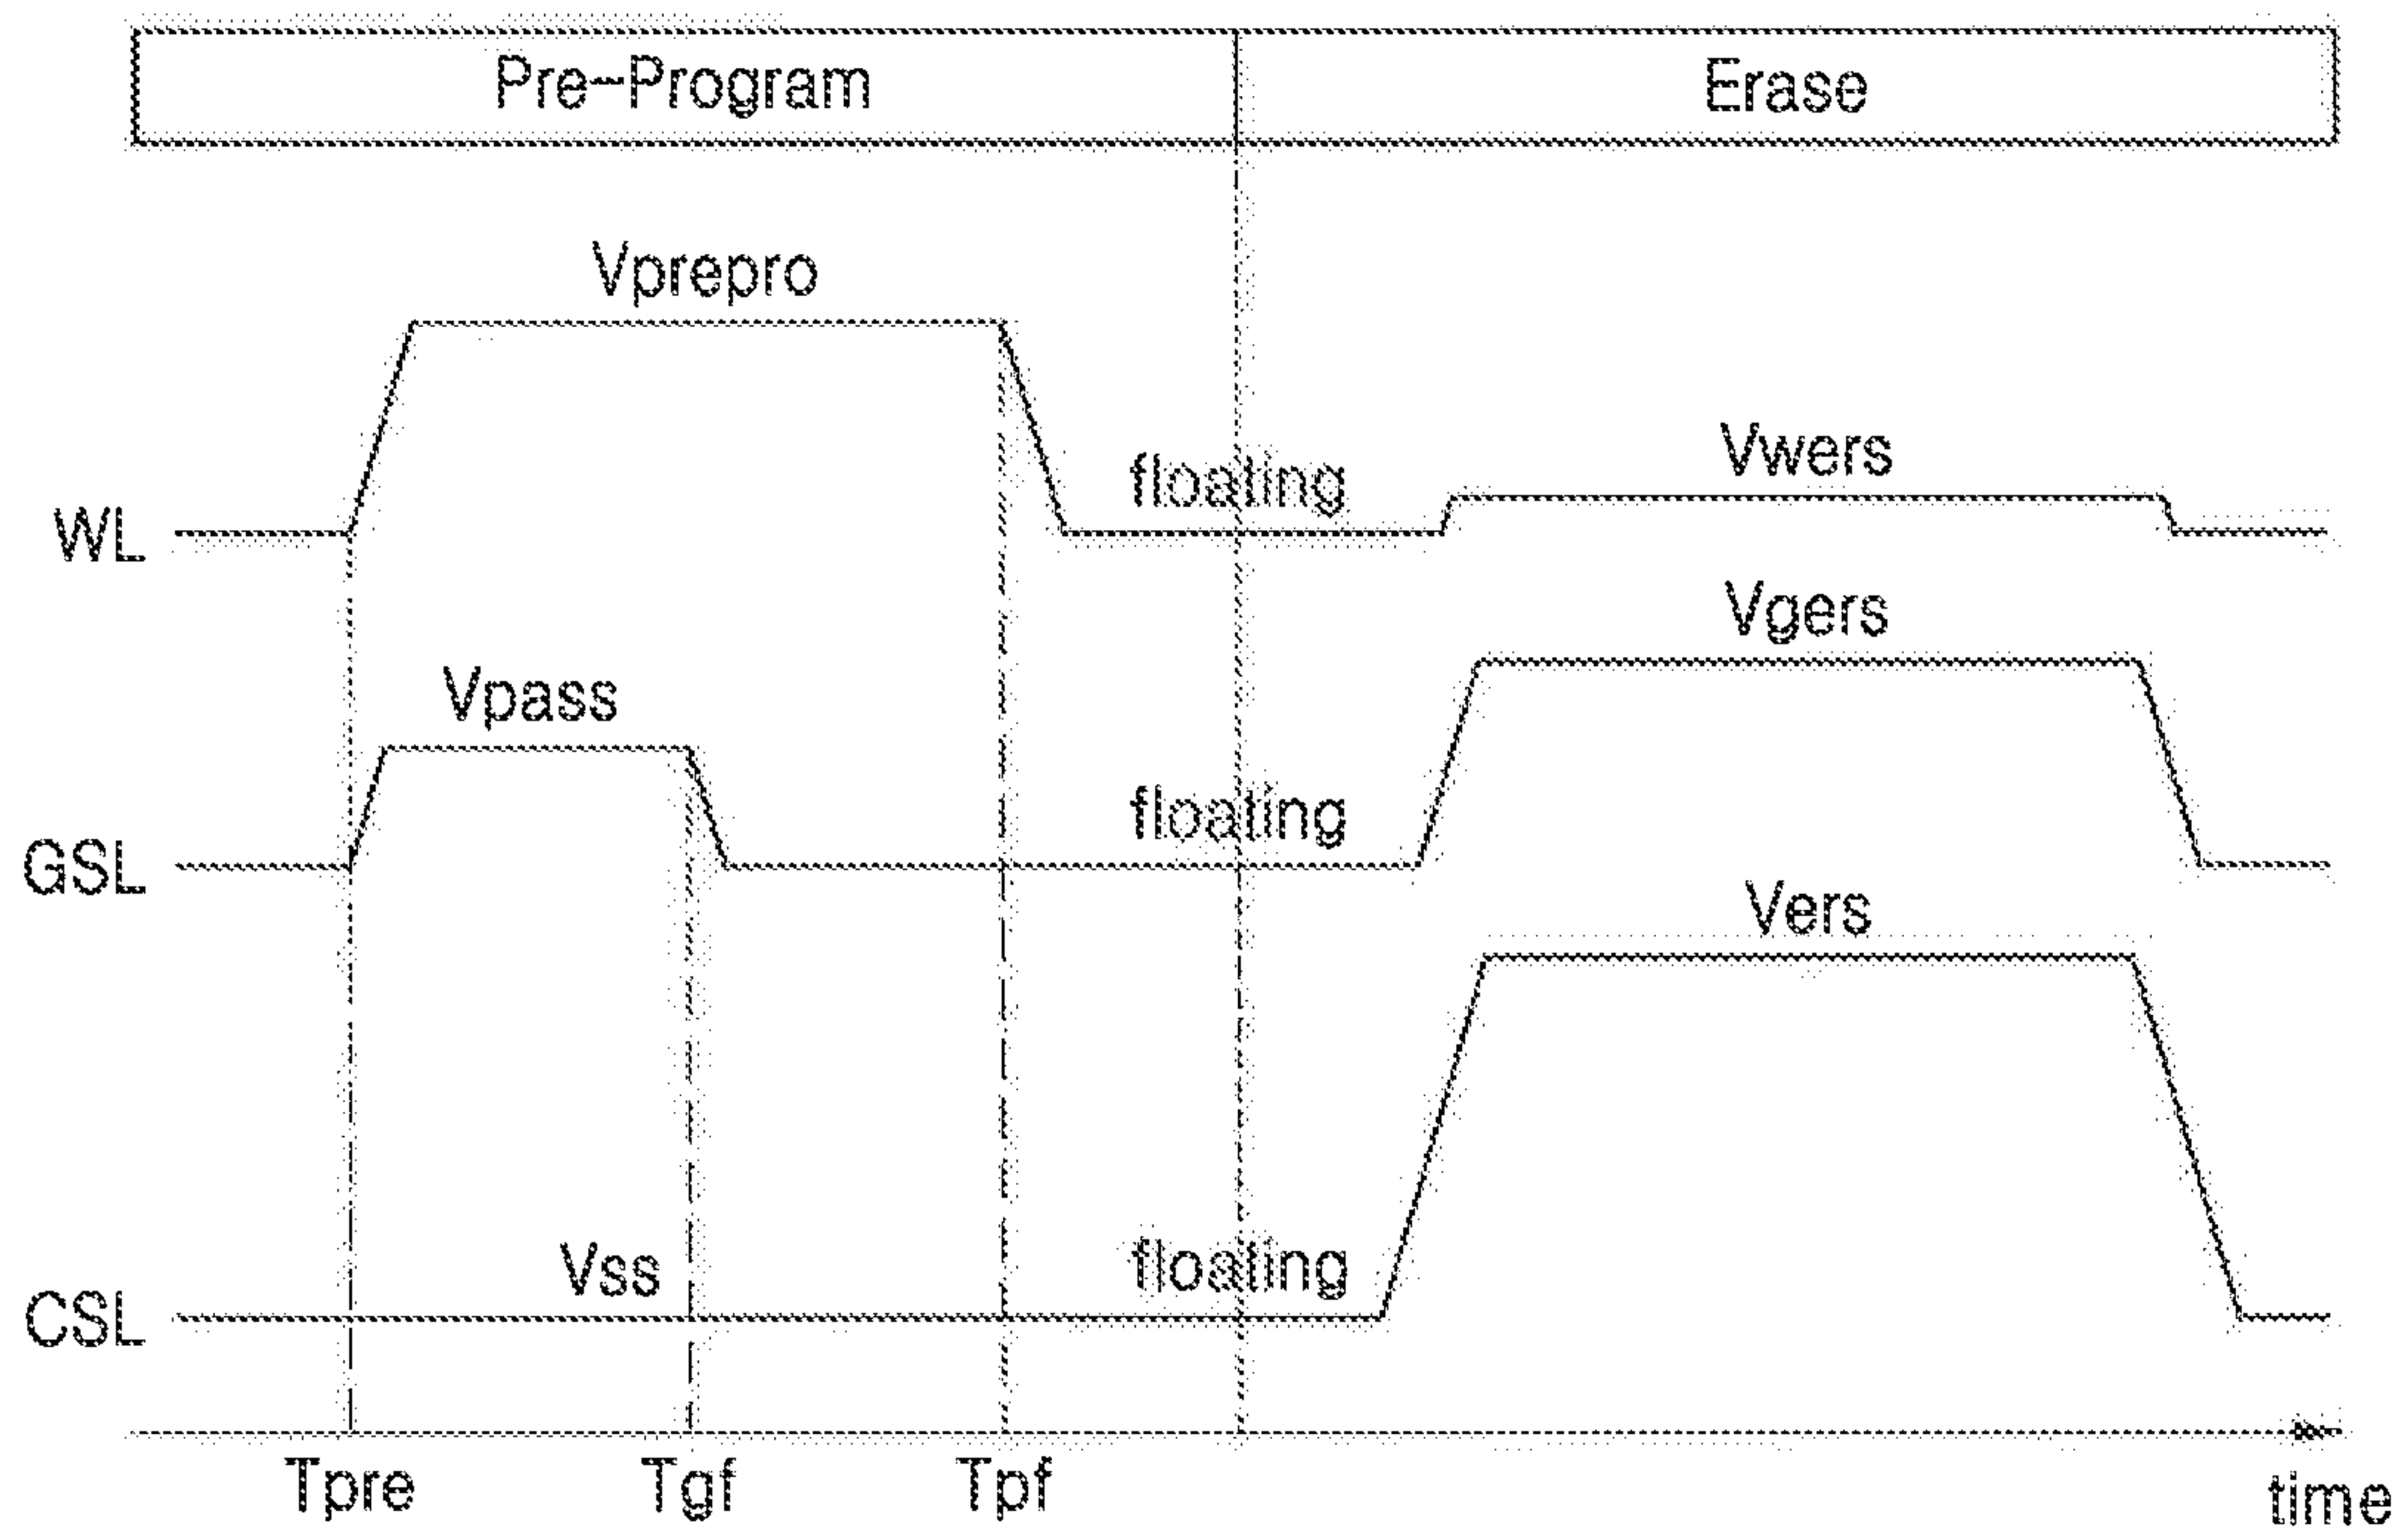 Pre-Program Erase
Vprepro
WL floating Vwers
GSL Vpass floating Vgers
CSL Vss floating Vers
Tpre Tgf Tpf time